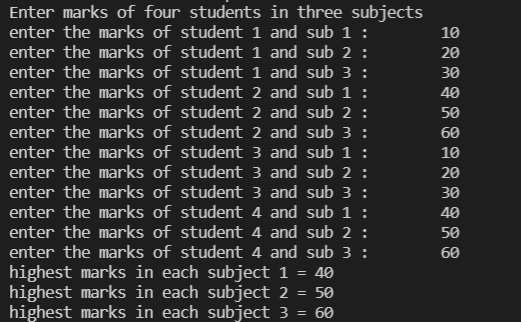 Enter marks of four students in three subjects
enter the marks of student 1 and sub 1 : 10
enter the marks of student 1 and sub 2 : 20
enter the marks of student 1 and sub 3 : 30
enter the marks of student 2 and sub 1 : 40
enter the marks of student 2 and sub 2 : 50
enter the marks of student 2 and sub 3 : 60
enter the marks of student 3 and sub 1 : 10
enter the marks of student 3 and sub 2 : 20
enter the marks of student 3 and sub 3 : 30
enter the marks of student 4 and sub 1 : 40
enter the marks of student 4 and sub 2 : 50
enter the marks of student 4 and sub 3 : 60
highest marks in each subject 1 = 40
highest marks in each subject 2 = 50
highest marks in each subject 3 = 60